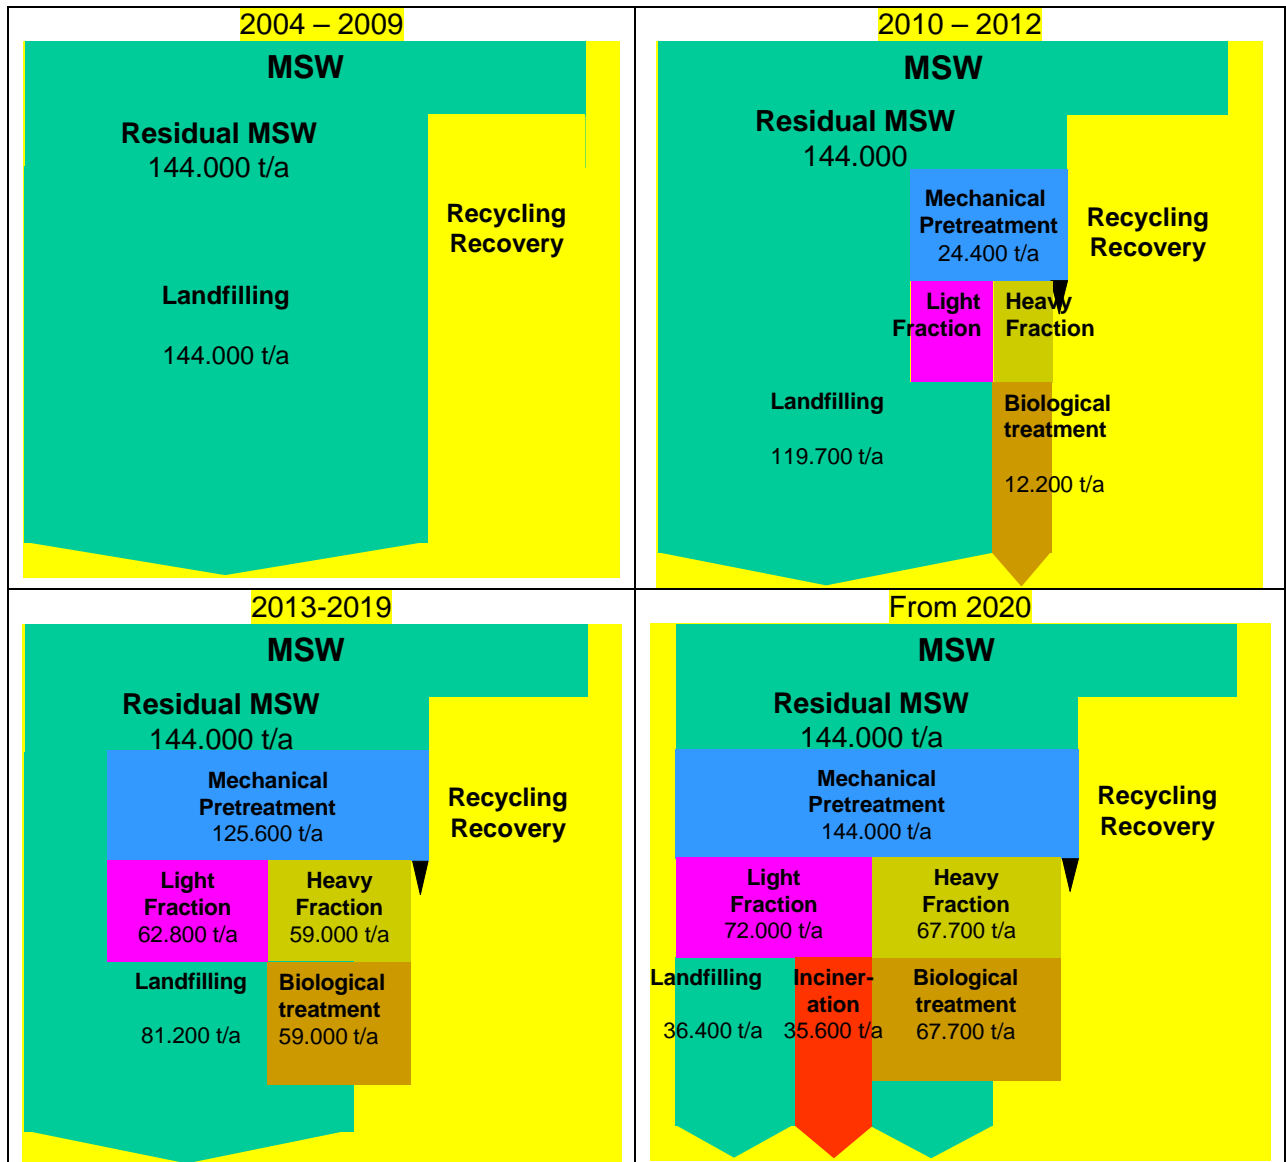 2004 – 2009
MSW
Residual MSW
144.000 t/a
Recycling
Recovery
Landfilling
144.000 t/a
2010 – 2012
MSW
Residual MSW
144.000
Mechanical
Pretreatment
24.400 t/a
Recycling
Recovery
Light
Fraction
Heavy
Fraction
Landfilling
119.700 t/a
Biological
treatment
12.200 t/a
2013-2019
MSW
Residual MSW
144.000 t/a
Mechanical
Pretreatment
125.600 t/a
Recycling
Recovery
Light
Fraction
62.800 t/a
Heavy
Fraction
59.000 t/a
Landfilling
81.200 t/a
Biological
treatment
59.000 t/a
From 2020
MSW
Residual MSW
144.000 t/a
Mechanical
Pretreatment
144.000 t/a
Recycling
Recovery
Light
Fraction
72.000 t/a
Heavy
Fraction
67.700 t/a
Landfilling
36.400 t/a
Inciner-
ation
35.600 t/a
Biological
treatment
67.700 t/a